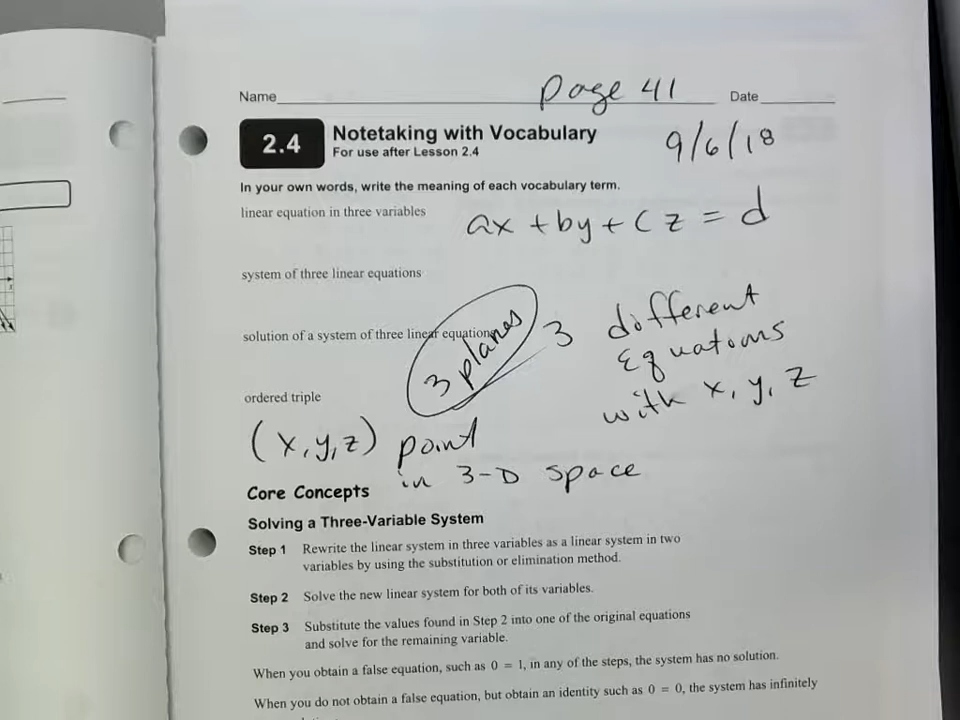 Name page 41 Date
2.4 Notetaking with Vocabulary
For use after Lesson 2.4
9/6/18
In your own words, write the meaning of each vocabulary term.
linear equation in three variables
ax + by + cz = d
system of three linear equations
solution of a system of three linear equations
3 planes
3 different
Equations
with x, y, z
ordered triple
(x, y, z) point
in 3-D space
Core Concepts
Solving a Three-Variable System
Step 1 Rewrite the linear system in three variables as a linear system in two
variables by using the substitution or elimination method.
Step 2 Solve the new linear system for both of its variables.
Step 3 Substitute the values found in Step 2 into one of the original equations
and solve for the remaining variable.
When you obtain a false equation, such as 0 = 1, in any of the steps, the system has no solution.
When you do not obtain a false equation, but obtain an identity such as 0 = 0, the system has infinitely